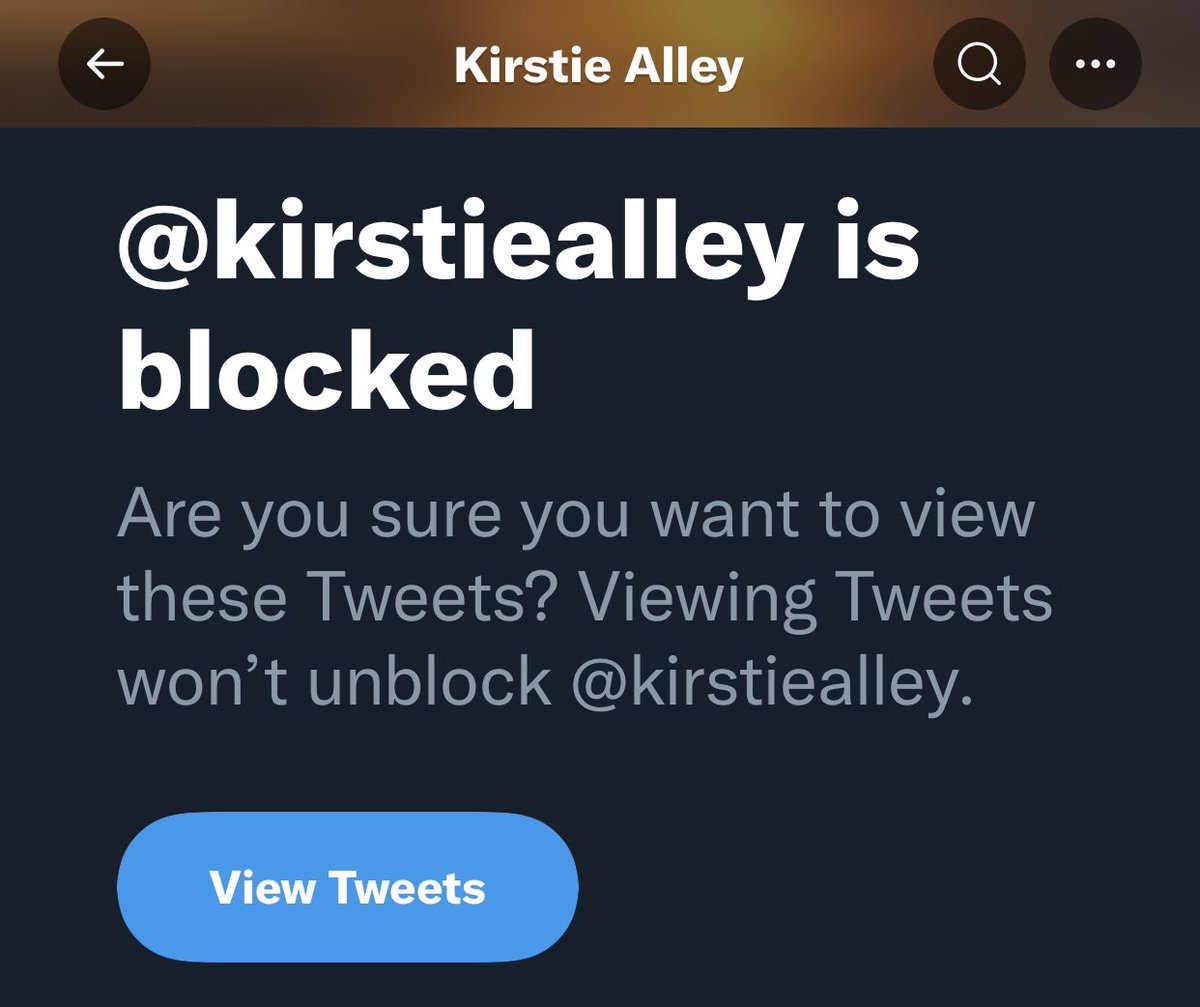 Kirstie Alley
@kirstiealley is
blocked
Are you sure you want to view
these Tweets? Viewing Tweets
won’t unblock @kirstiealley.
View Tweets